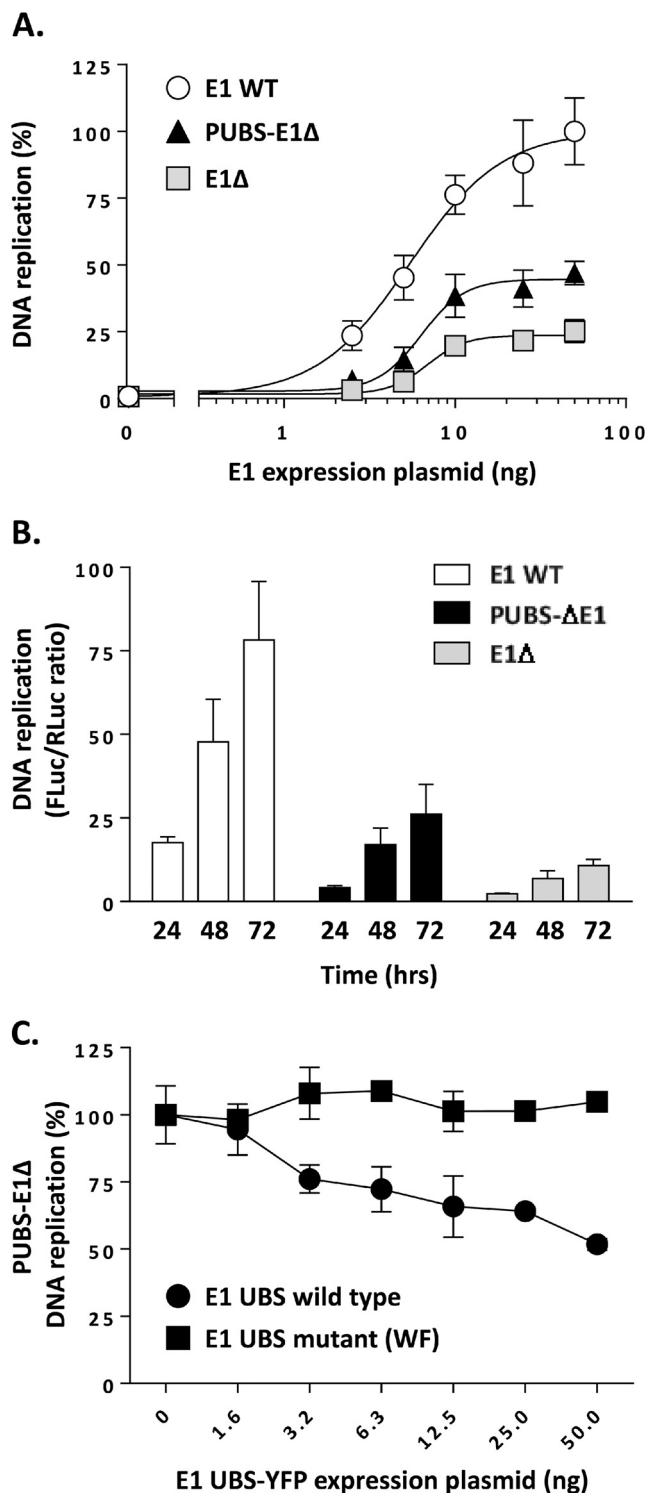 A.
DNA replication (%)
125
100
75
50
25
0
E1 WT
PUBS-E1Δ
E1Δ
0 1 10 100
E1 expression plasmid (ng)
B.
DNA replication
(FLuc/RLuc ratio)
100
75
50
25
0
E1 WT
PUBS-ΔE1
E1Δ
24 48 72 24 48 72 24 48 72
Time (hrs)
C.
PUBS-E1Δ
DNA replication (%)
125
100
75
50
25
0
E1 UBS wild type
E1 UBS mutant (WF)
0 1.6 3.2 6.3 12.5 25.0 50.0
E1 UBS-YFP expression plasmid (ng)